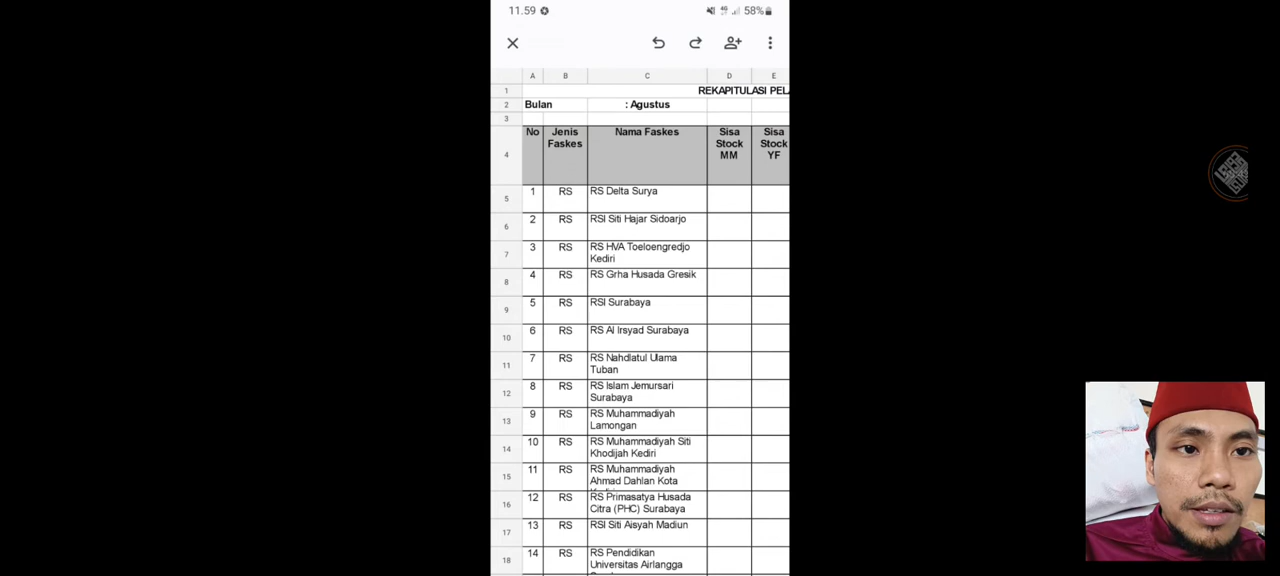 11.59 58%
A B C D E
1 REKAPITULASI PEL
2 Bulan : Agustus
3
4 No Jenis Faskes Nama Faskes Sisa Stock MM Sisa Stock YF
5 1 RS RS Delta Surya
6 2 RS RSI Siti Hajar Sidoarjo
7 3 RS RS HVA Toeloengredjo
Kediri
8 4 RS RS Grha Husada Gresik
9 5 RS RSI Surabaya
10 6 RS RS Al Irsyad Surabaya
11 7 RS RS Nahdlatul Ulama
Tuban
12 8 RS RS Islam Jemursari
Surabaya
13 9 RS RS Muhammadiyah
Lamongan
14 10 RS RS Muhammadiyah Siti
Khodijah Kediri
15 11 RS RS Muhammadiyah
Ahmad Dahlan Kota
16 12 RS RS Primasatya Husada
Citra (PHC) Surabaya
17 13 RS RSI Siti Aisyah Madiun
18 14 RS RS Pendidikan
Universitas Airlangga